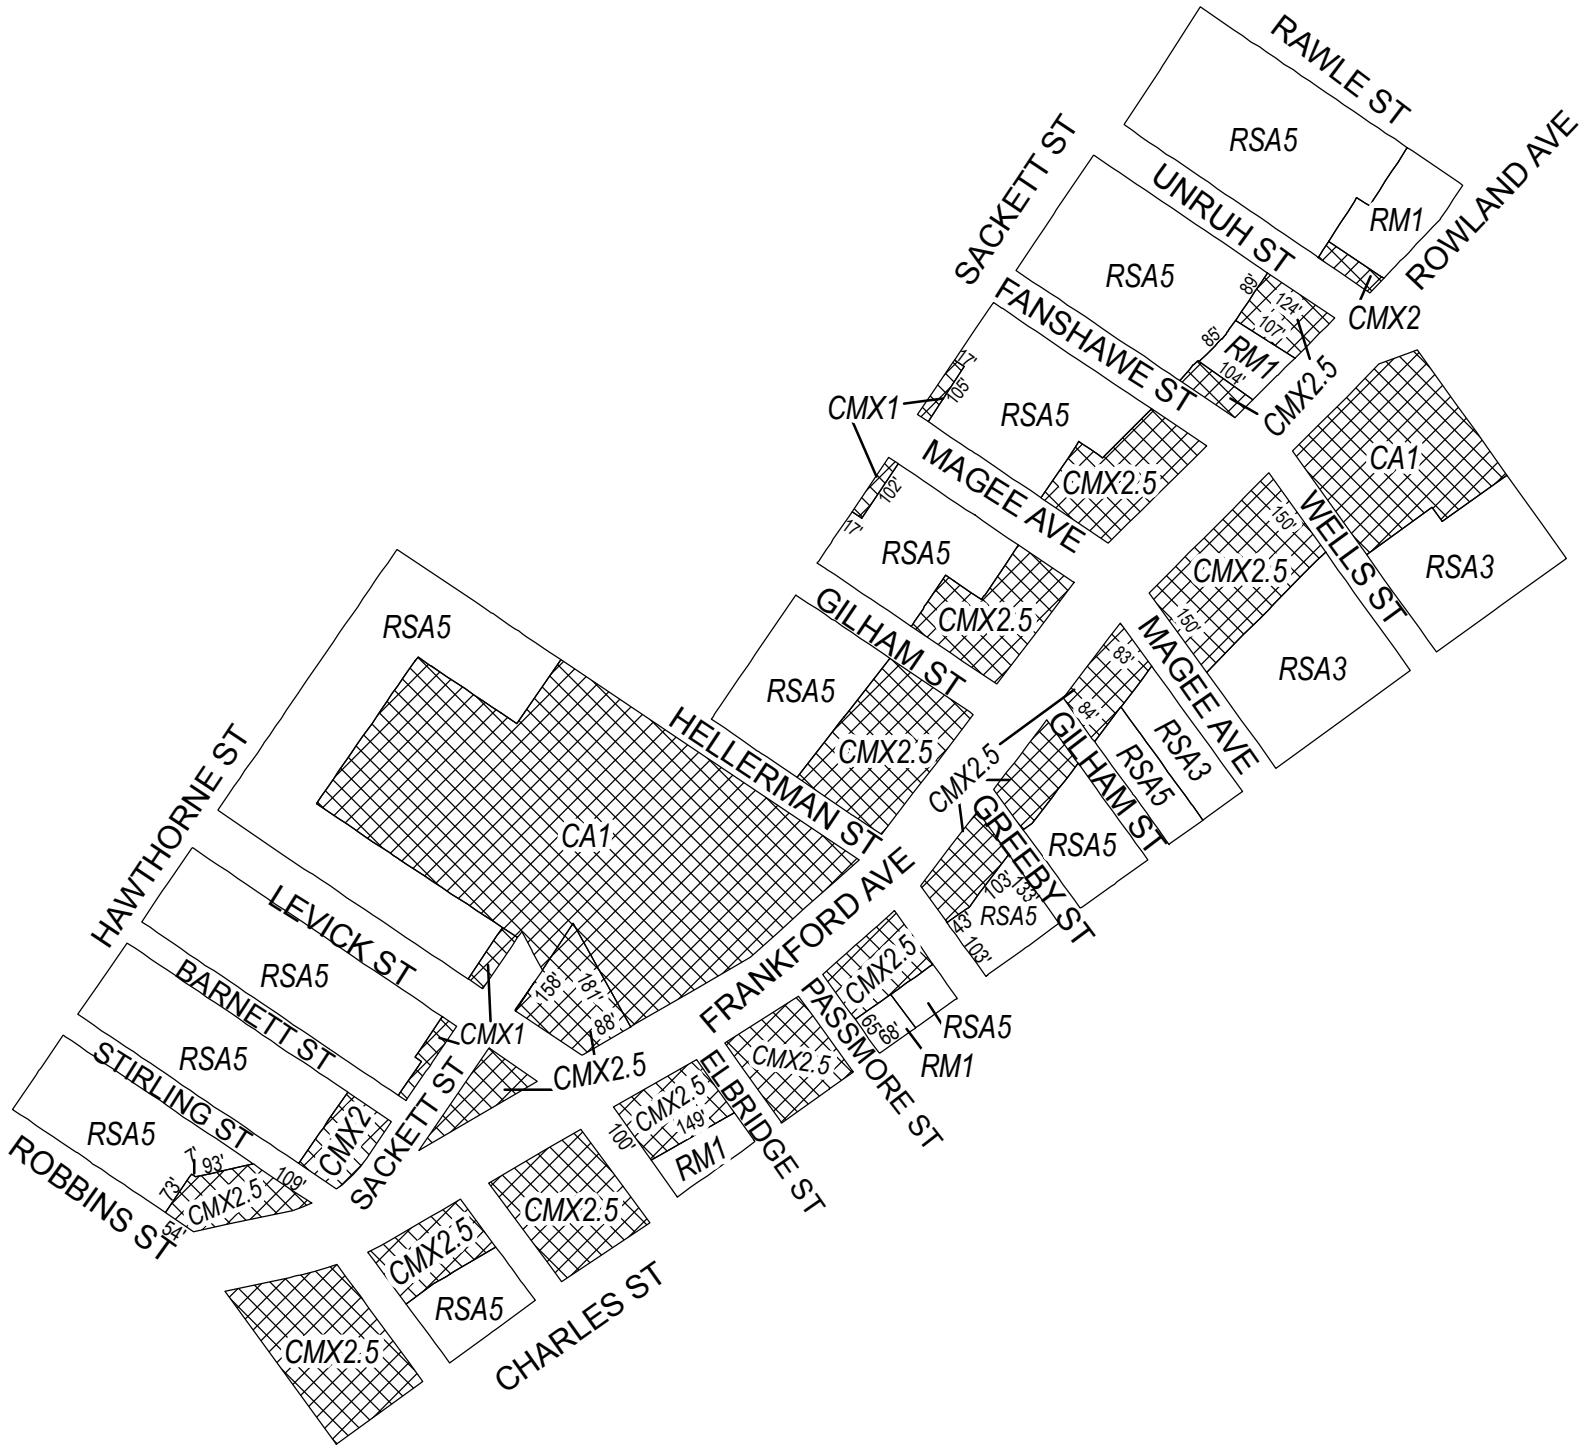 RAWLE ST
RSA5
ROWLAND AVE
SACKETT ST
UNRUH ST
RM1
RSA5
89'
124'
CMX2
FANSHAWE ST
107'
85'
RM1
17'
104'
CMX2.5
105'
CMX1
RSA5
CA1
MAGEE AVE
CMX2.5
102'
150'
WELLS ST
17'
RSA5
CMX2.5
RSA3
GILHAM ST
CMX2.5
150'
MAGEE AVE
RSA5
83'
RSA3
RSA5
84'
HELLERMAN ST
GILHAM ST
RSA3
CMX2.5
RSA5
CMX2.5
HAWTHORNE ST
GREEBY ST
CA1
RSA5
FRANKFORD AVE
LEVICK ST
103'
133'
RSA5
43'
103'
BARNETT ST
RSA5
158'
181'
CMX2.5
PASSMORE ST
88'
65'
68'
RSA5
CMX1
RM1
STIRLING ST
RSA5
CMX2.5
CMX2.5
ELBRIDGE ST
SACKETT ST
CMX2.5
149'
100'
RSA5
CMX2
RM1
ROBBINS ST
7'
93'
73'
109'
CMX2.5
54'
CMX2.5
CMX2.5
RSA5
CHARLES ST
CMX2.5